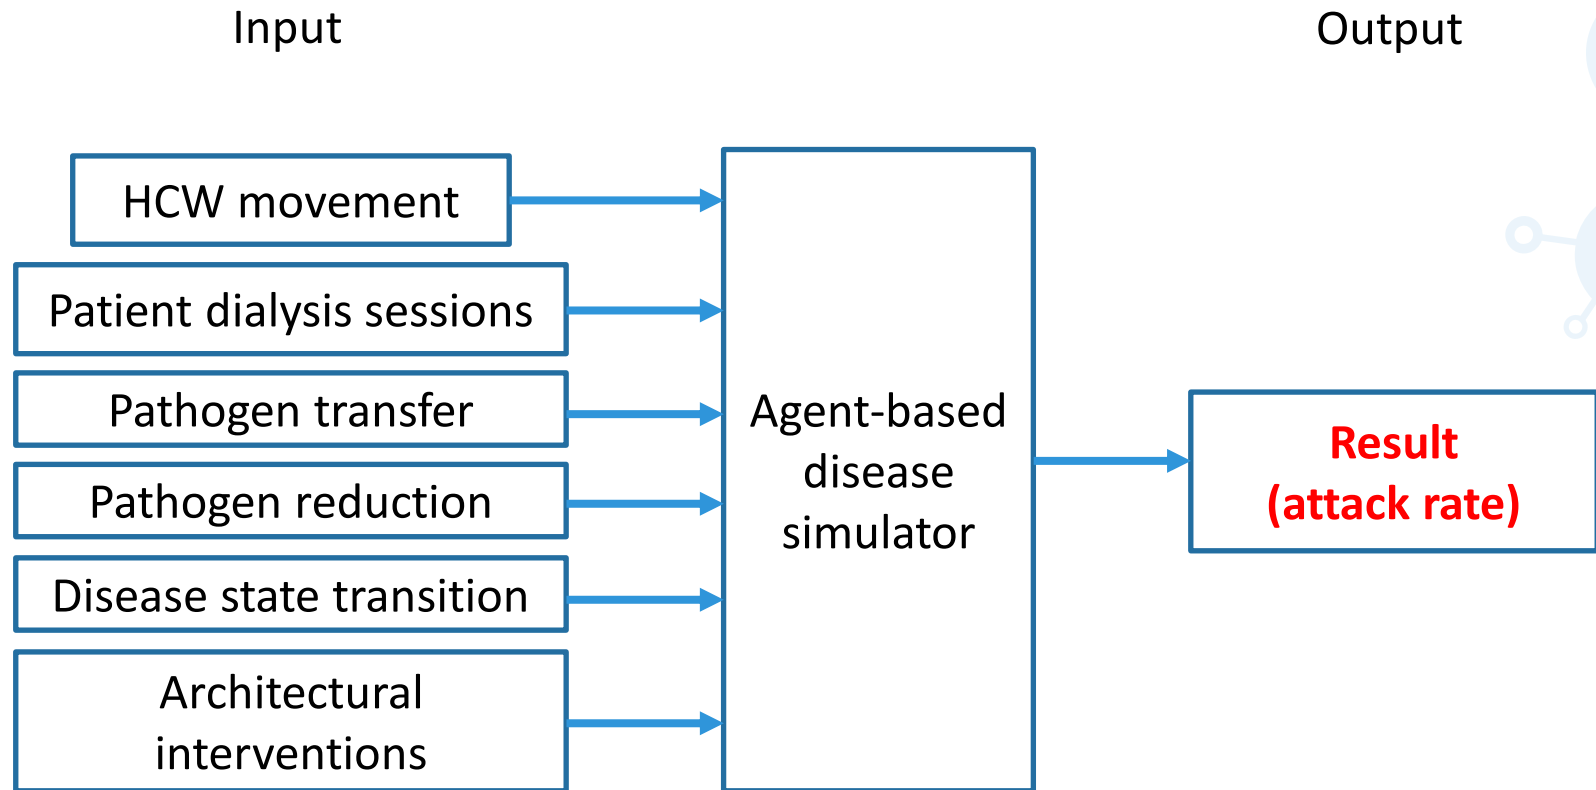 Input
Output
HCW movement
Patient dialysis sessions
Pathogen transfer
Pathogen reduction
Disease state transition
Architectural
interventions
Agent-based
disease
simulator
Result
(attack rate)